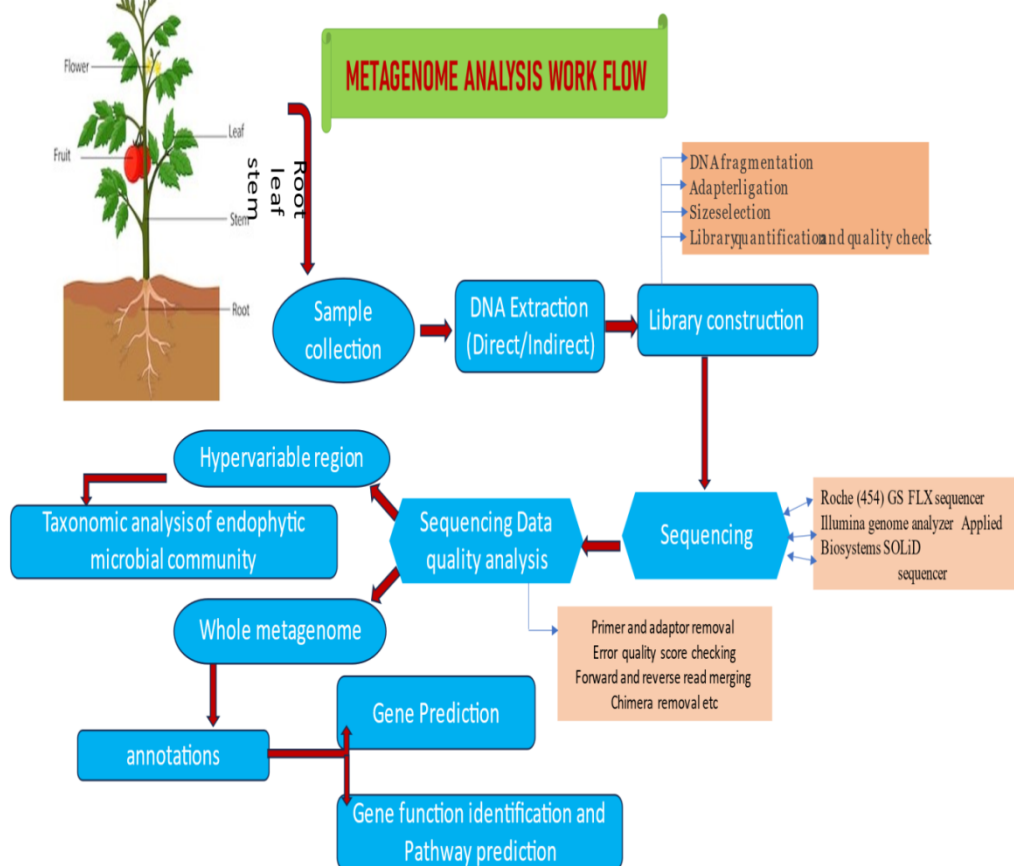 METAGENOME ANALYSIS WORK FLOW
Flower
Leaf
Fruit
Stem
Root
Root
leaf
stem
DNA fragmentation
Adapterligation
Sizeselection
Libraryquantificationand quality check
Sample
collection
DNA Extraction
(Direct/Indirect)
Library construction
Hypervariable region
Taxonomic analysis of endophytic
microbial community
Sequencing Data
quality analysis
Sequencing
Roche (454) GS FLX sequencer
Illumina genome analyzer Applied
Biosystems SOLiD
sequencer
Whole metagenome
Primer and adaptor removal
Error quality score checking
Forward and reverse read merging
Chimera removal etc
Gene Prediction
annotations
Gene function identification and
Pathway prediction